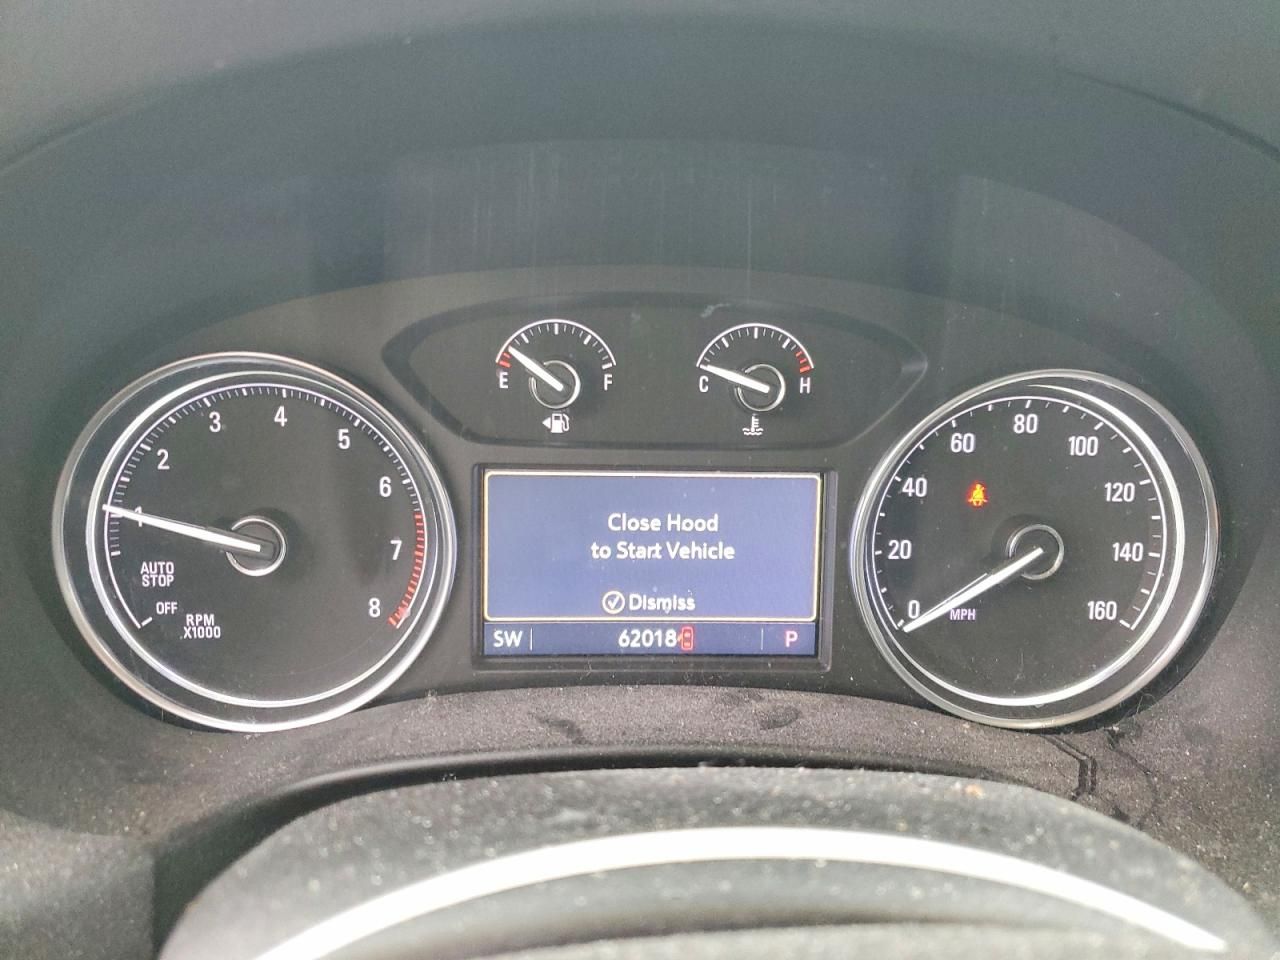 E
F
C
H
1
2
3
4
5
6
7
8
AUTO
STOP
OFF
RPM
X1000
Close Hood
to Start Vehicle
Dismiss
SW
62018
P
0
20
40
60
80
100
120
140
160
MPH